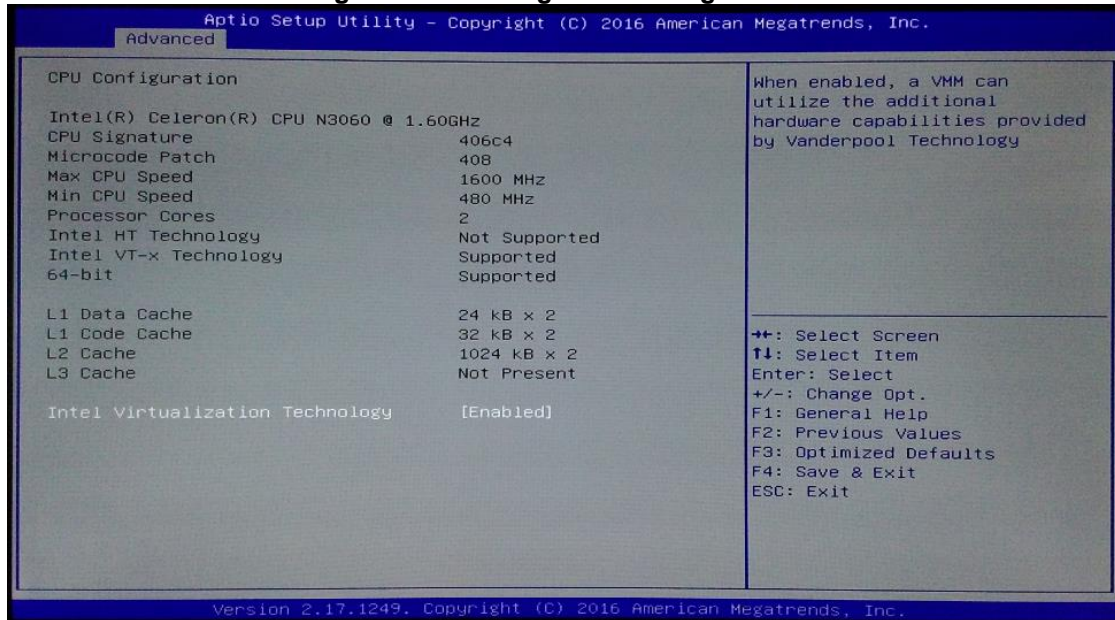 Aptio Setup Utility – Copyright (C) 2016 American Megatrends, Inc.
Advanced
CPU Configuration
Intel(R) Celeron(R) CPU N3060 @ 1.60GHz
CPU Signature 406c4
Microcode Patch 408
Max CPU Speed 1600 MHz
Min CPU Speed 480 MHz
Processor Cores 2
Intel HT Technology Not Supported
Intel VT-x Technology Supported
64-bit Supported
L1 Data Cache 24 kB x 2
L1 Code Cache 32 kB x 2
L2 Cache 1024 kB x 2
L3 Cache Not Present
Intel Virtualization Technology [Enabled]
When enabled, a VMM can
utilize the additional
hardware capabilities provided
by Vanderpool Technology
→←: Select Screen
↑↓: Select Item
Enter: Select
+/-: Change Opt.
F1: General Help
F2: Previous Values
F3: Optimized Defaults
F4: Save & Exit
ESC: Exit
Version 2.17.1249. Copyright (C) 2016 American Megatrends, Inc.